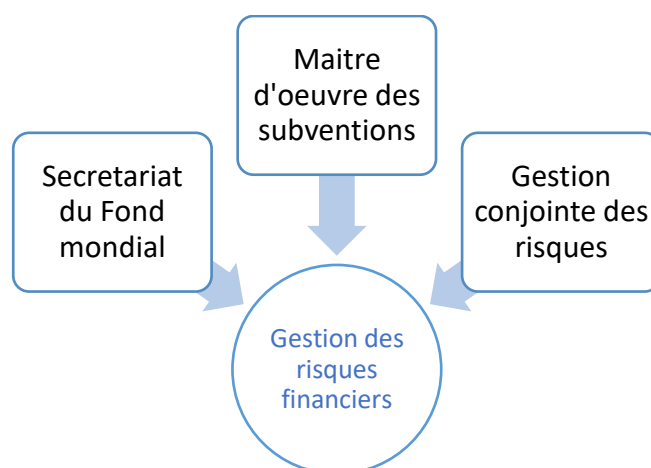 Maitre
d'oeuvre des
subventions
Secretariat
du Fond
mondial
Gestion
conjointe des
risques
Gestion des
risques
financiers